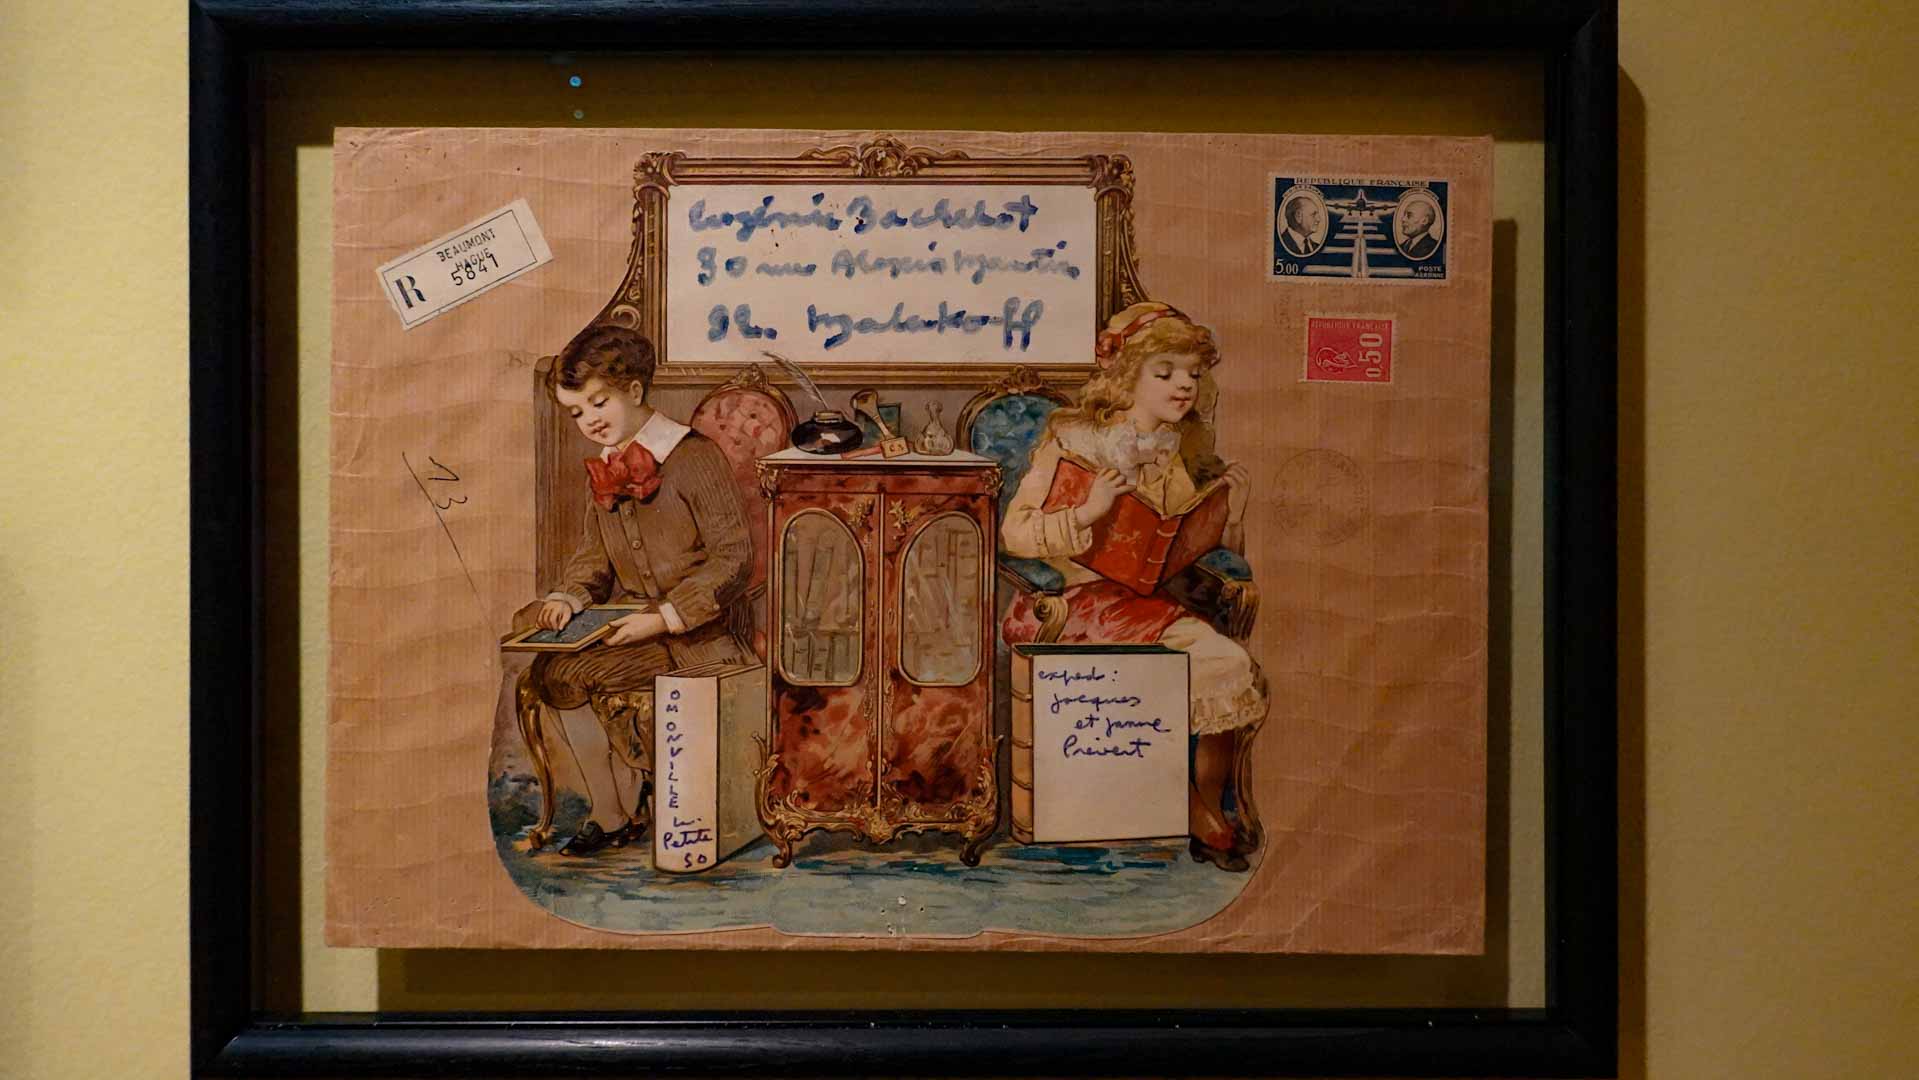 R
BEAUMONT
HAGUE
5841
Eugénie Bachelot
30 rue Alexis Martin
92. Malakoff
REPUBLIQUE FRANÇAISE
5.00
POSTE
AERIENNE
REPUBLIQUE FRANÇAISE
0,50
73
OMONVILLE
la
Petite
50
exped:
Jacques
et Janine
Prévert